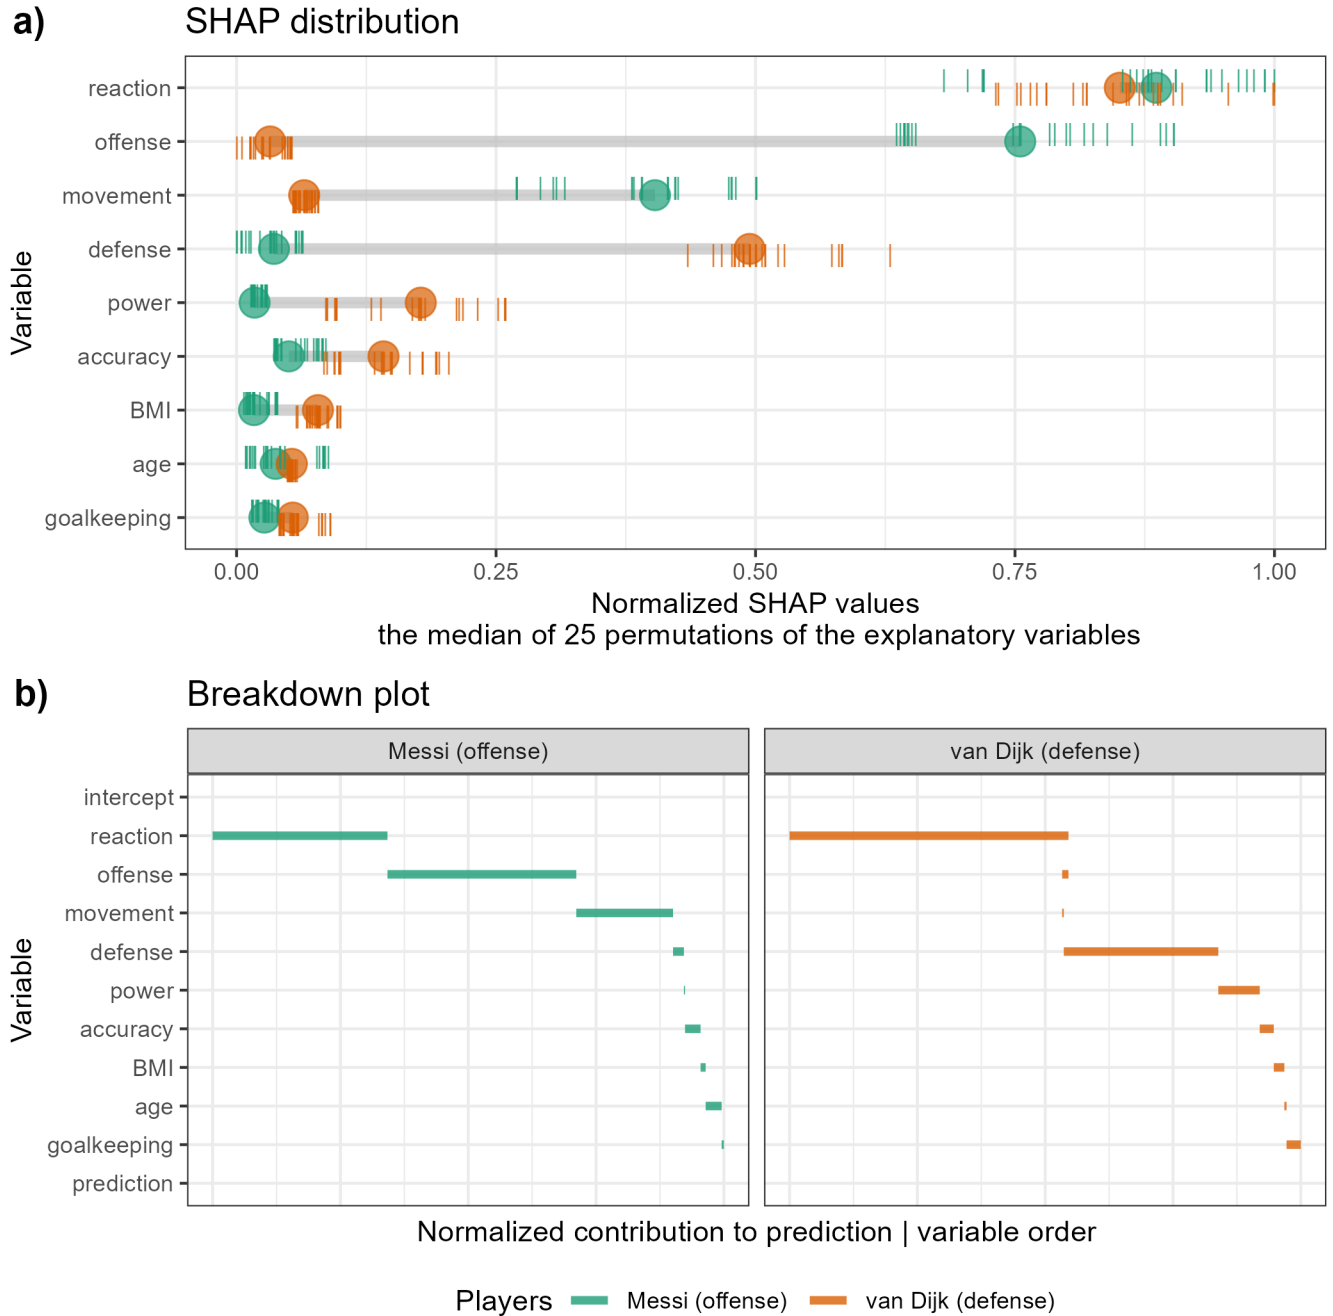 a) SHAP distribution
Variable
reaction
offense
movement
defense
power
accuracy
BMI
age
goalkeeping
0.00 0.25 0.50 0.75 1.00
Normalized SHAP values
the median of 25 permutations of the explanatory variables
b) Breakdown plot
Messi (offense) van Dijk (defense)
Variable
intercept
reaction
offense
movement
defense
power
accuracy
BMI
age
goalkeeping
prediction
Normalized contribution to prediction | variable order
Players Messi (offense) van Dijk (defense)